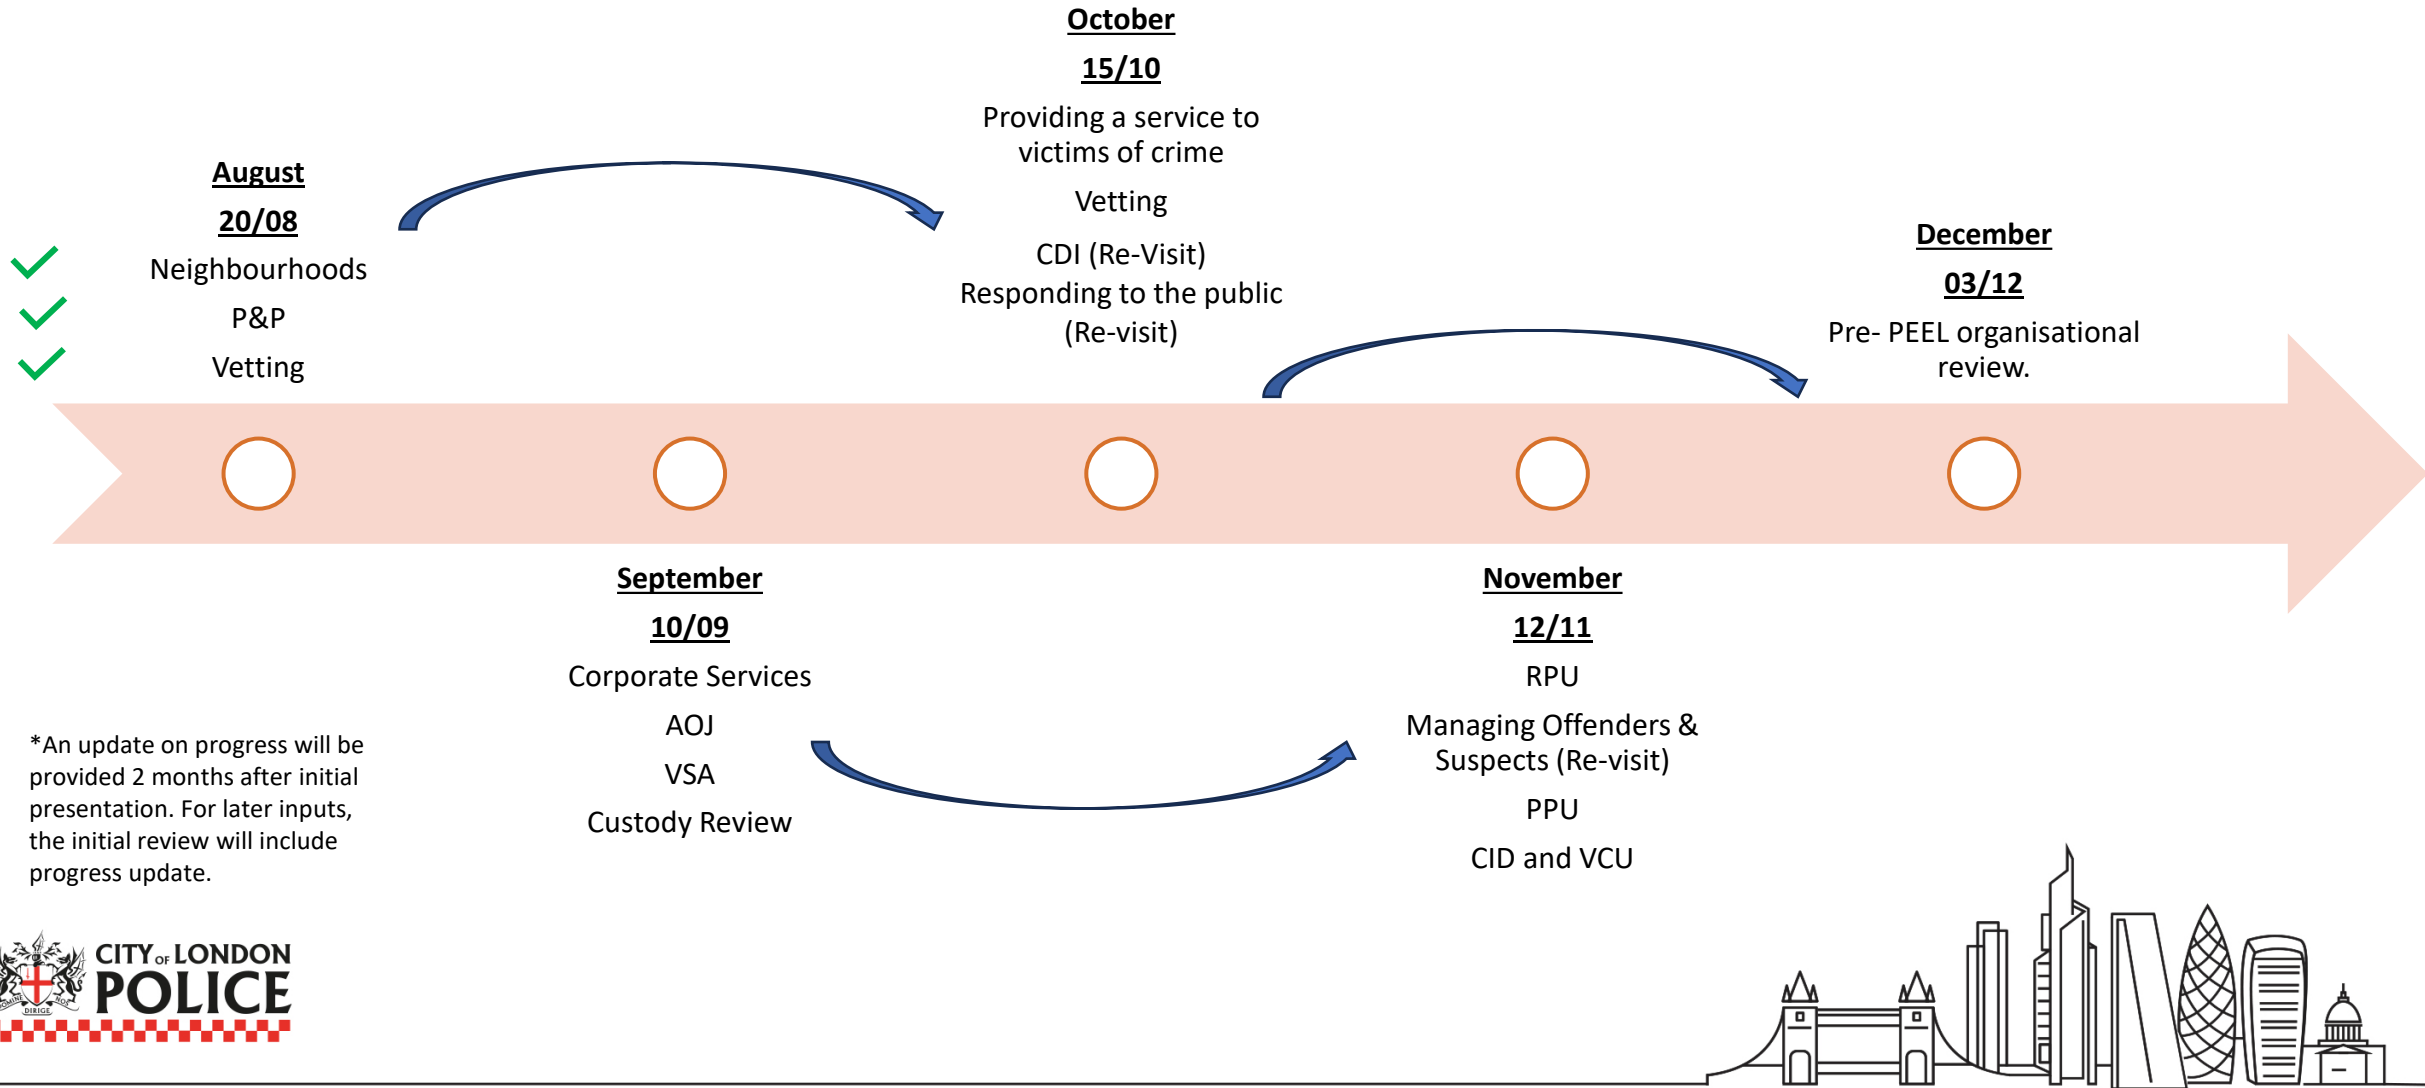 August
20/08
Neighbourhoods
P&P
Vetting
September
10/09
Corporate Services
AOJ
VSA
Custody Review
October
15/10
Providing a service to
victims of crime
Vetting
CDI (Re-Visit)
Responding to the public
(Re-visit)
November
12/11
RPU
Managing Offenders &
Suspects (Re-visit)
PPU
CID and VCU
December
03/12
Pre- PEEL organisational
review.
*An update on progress will be
provided 2 months after initial
presentation. For later inputs,
the initial review will include
progress update.
DOMINE DIRIGE NOS
CITY OF LONDON
POLICE